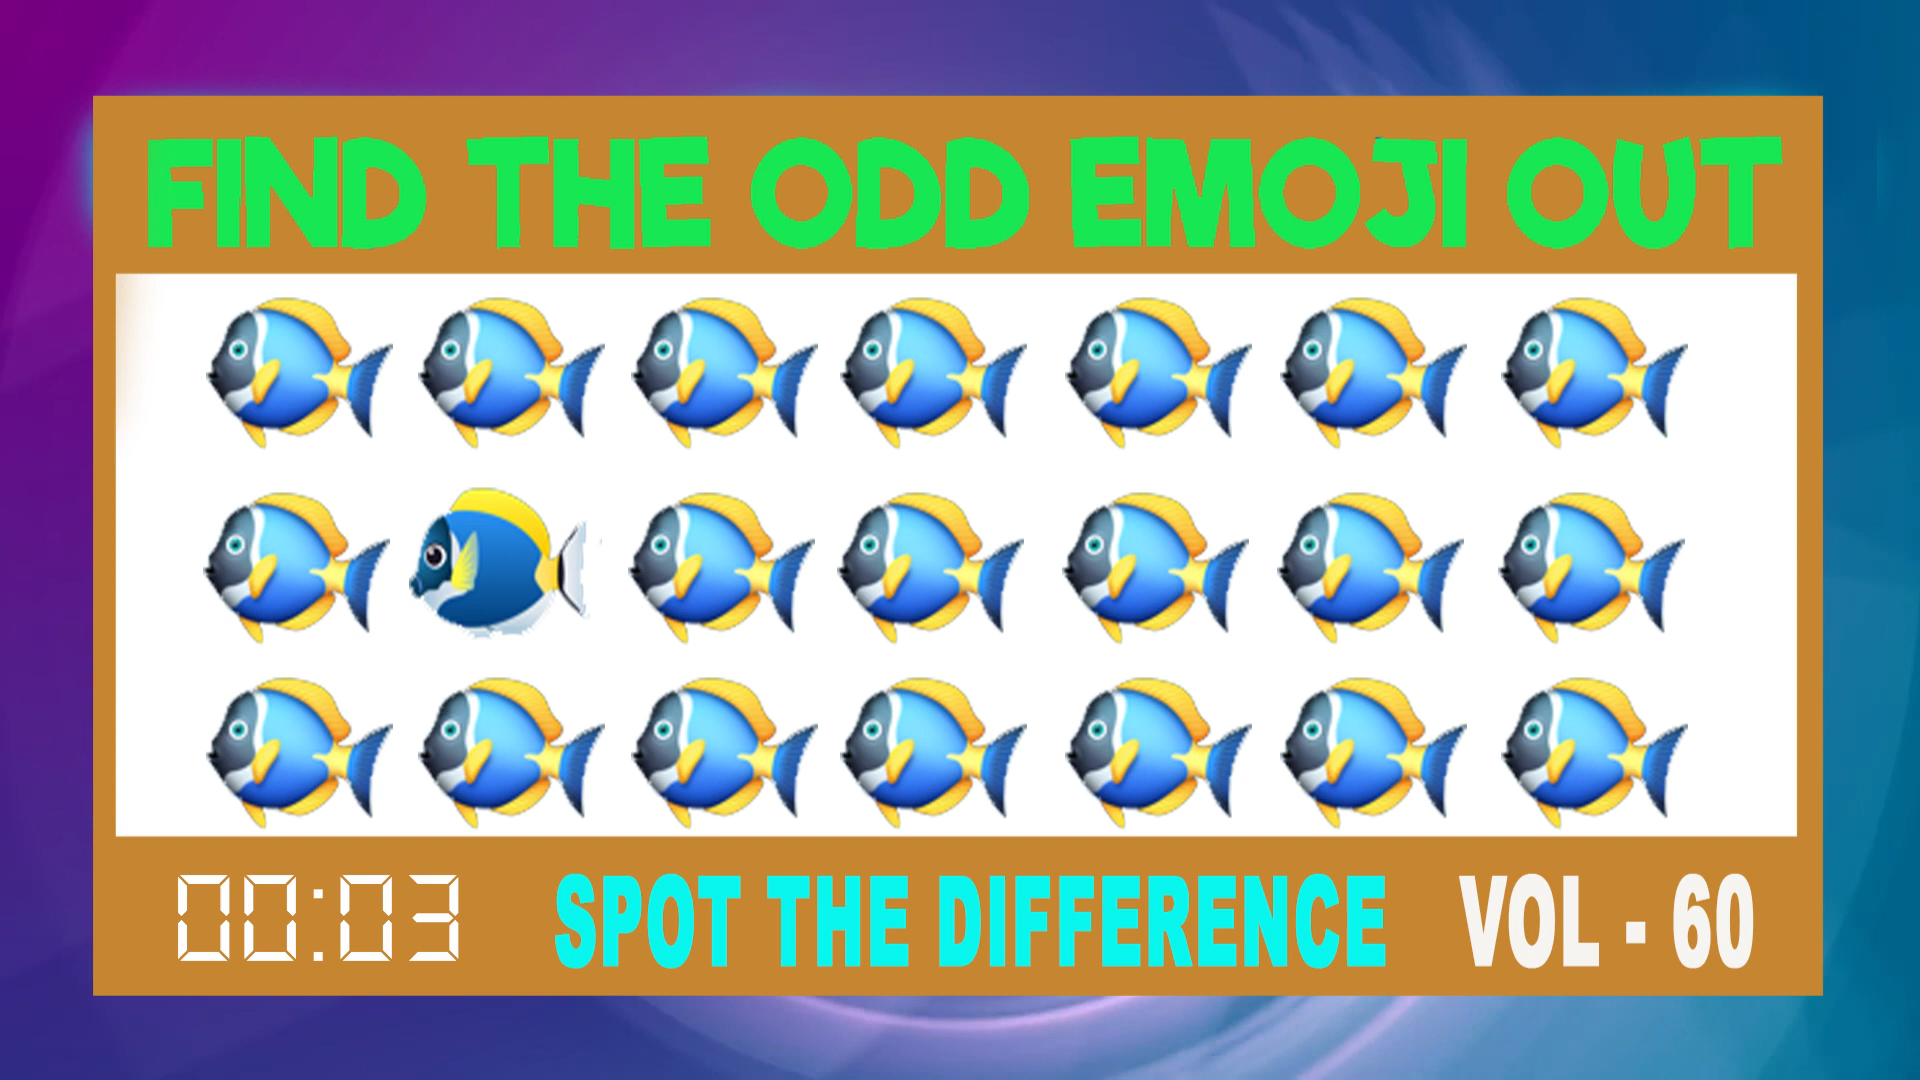 FIND THE ODD EMOJI OUT
00:03 SPOT THE DIFFERENCE VOL - 60